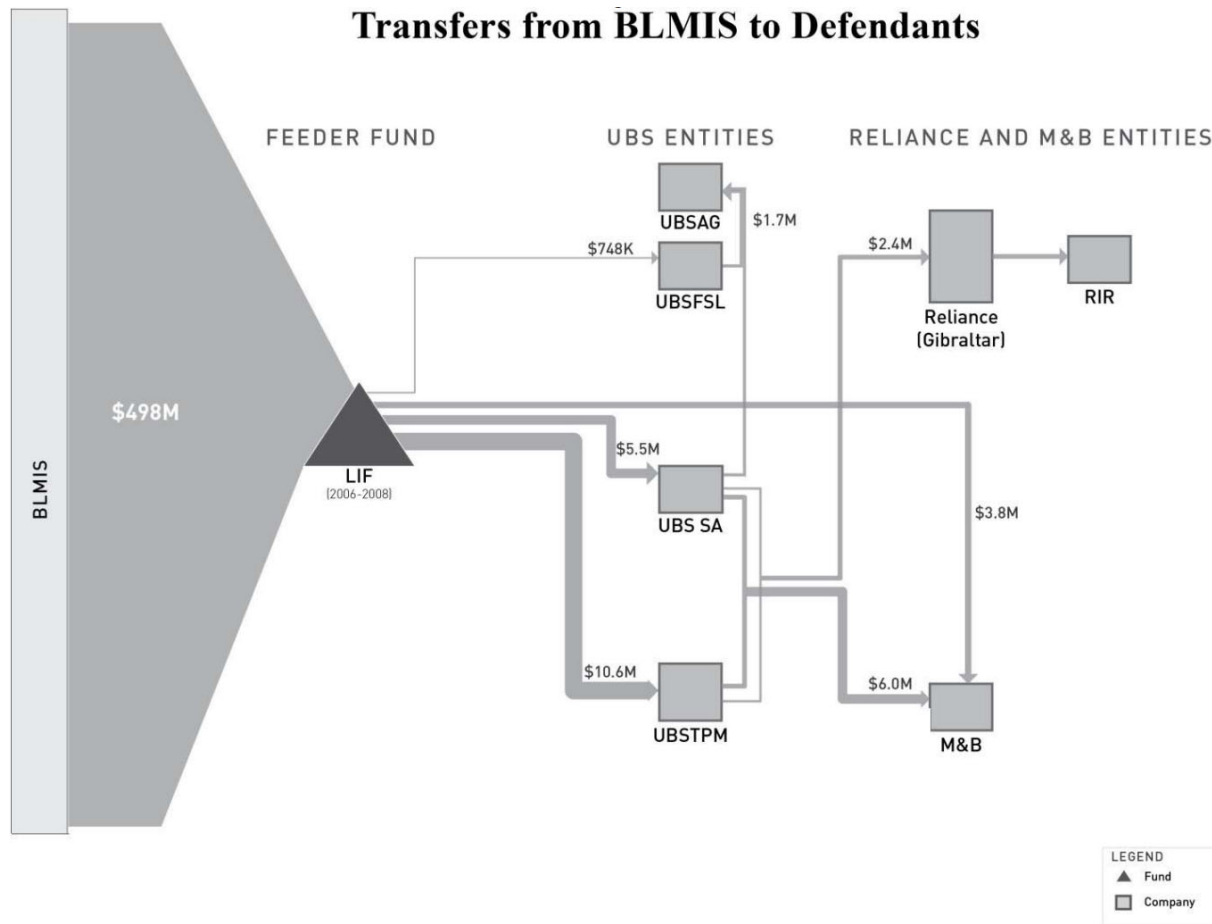 Transfers from BLMIS to Defendants
FEEDER FUND
UBS ENTITIES
RELIANCE AND M&B ENTITIES
UBSAG
$1.7M
$748K
UBSFSL
$2.4M
Reliance
(Gibraltar)
RIR
$498M
BLMIS
LIF
(2006-2008)
$5.5M
UBS SA
$3.8M
$10.6M
UBSTPM
$6.0M
M&B
LEGEND
Fund
Company